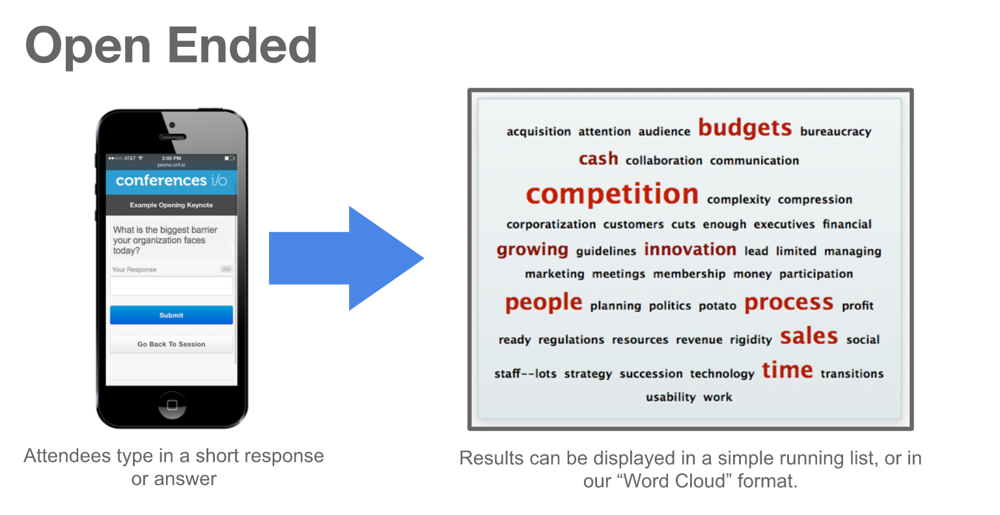 Open Ended
AT&T 2:00 PM
promo.cnf.io
conferences i/o
Example Opening Keynote
What is the biggest barrier
your organization faces
today?
Your Response 200
Submit
Go Back To Session
Attendees type in a short response
or answer
acquisition attention audience budgets bureaucracy
cash collaboration communication
competition complexity compression
corporatization customers cuts enough executives financial
growing guidelines innovation lead limited managing
marketing meetings membership money participation
people planning politics potato process profit
ready regulations resources revenue rigidity sales social
staff--lots strategy succession technology time transitions
usability work
Results can be displayed in a simple running list, or in
our “Word Cloud” format.